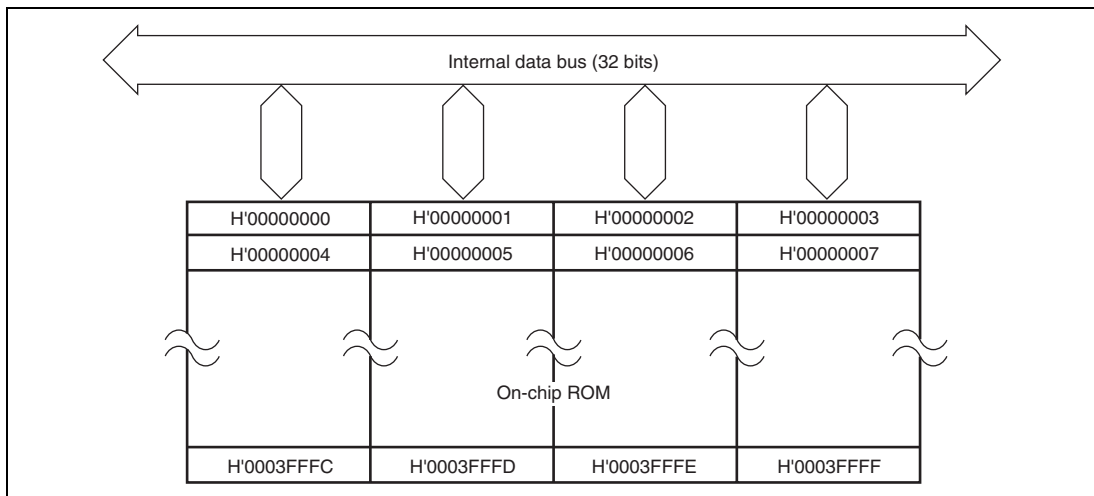 Internal data bus (32 bits)
H'00000000 H'00000001 H'00000002 H'00000003
H'00000004 H'00000005 H'00000006 H'00000007
On-chip ROM
H'0003FFFC H'0003FFFD H'0003FFFE H'0003FFFF